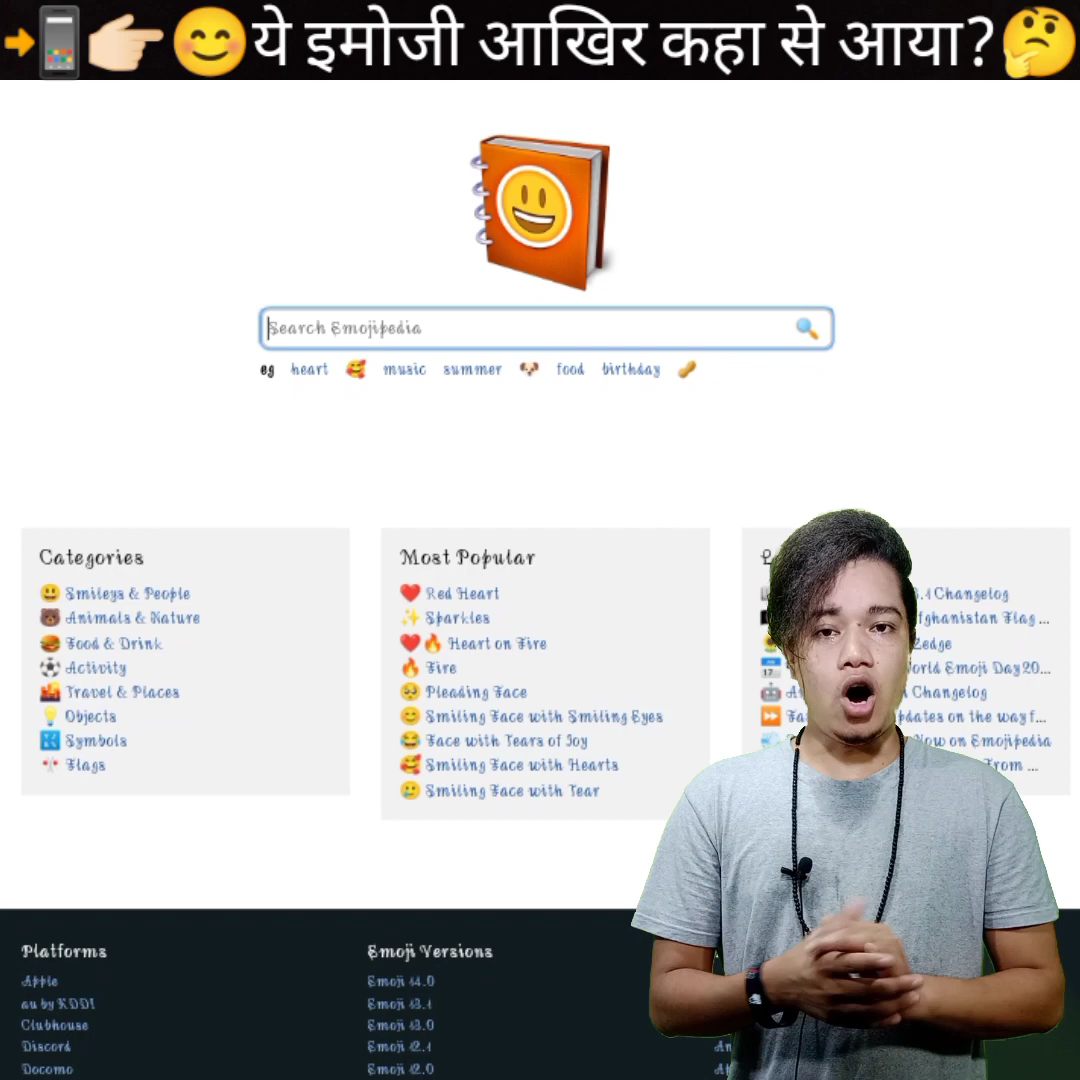 ये इमोजी आखिर कहा से आया?
Search Emojipedia
eg heart music summer food birthday
Categories
Smileys & People
Animals & Nature
Food & Drink
Activity
Travel & Places
Objects
Symbols
Flags
Most Popular
Red Heart
Sparkles
Heart on Fire
Fire
Pleading Face
Smiling Face with Smiling Eyes
Face with Tears of Joy
Smiling Face with Hearts
Smiling Face with Tear
Changelog
Flag ...
World Emoji Day 20...
Changelog
on the way f...
Now on Emojipedia
From ...
Platforms
Apple
au by KDDI
Clubhouse
Discord
Docomo
Emoji Versions
Emoji 14.0
Emoji 13.1
Emoji 13.0
Emoji 12.1
Emoji 12.0